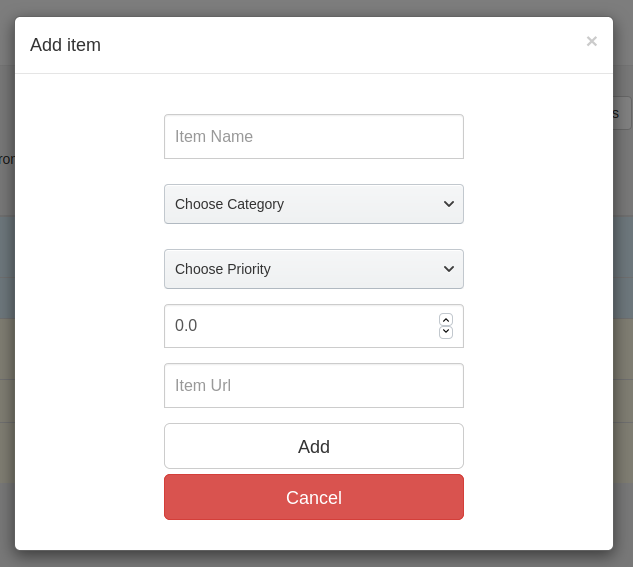 Add item
×
Item Name
Choose Category
Choose Priority
0.0
Item Url
Add
Cancel